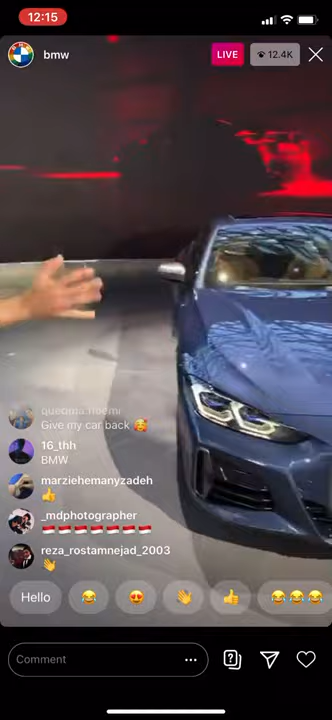 12:15
bmw
LIVE
12.4K
Give my car back 🥰
16_thh
BMW
marziehemanyzadeh
👍
_mdphotographer
reza_rostamnejad_2003
👋
Hello 😂 😍 👋 👍 😂😂😂
Comment